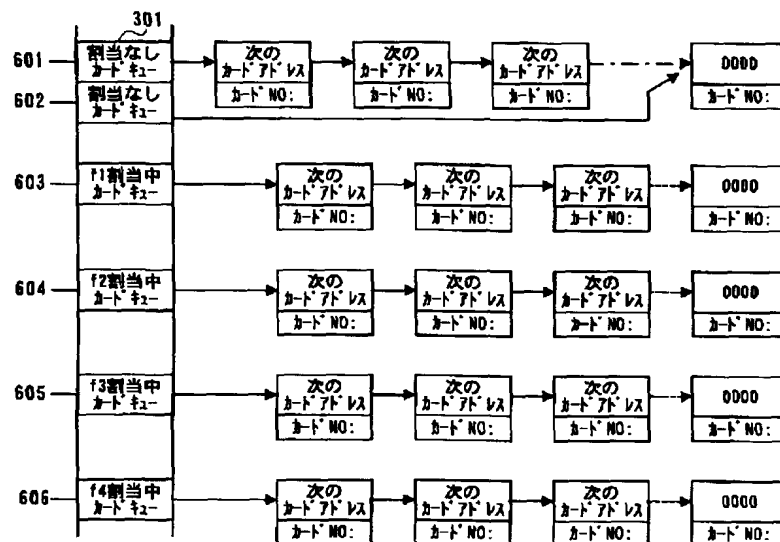 301
601
割当なし
カードキュー
次の
カードアドレス
カードNO:
次の
カードアドレス
カードNO:
次の
カードアドレス
カードNO:
0000
カードNO:
602
割当なし
カードキュー
603
f1割当中
カードキュー
次の
カードアドレス
カードNO:
次の
カードアドレス
カードNO:
次の
カードアドレス
カードNO:
0000
カードNO:
604
f2割当中
カードキュー
次の
カードアドレス
カードNO:
次の
カードアドレス
カードNO:
次の
カードアドレス
カードNO:
0000
カードNO:
605
f3割当中
カードキュー
次の
カードアドレス
カードNO:
次の
カードアドレス
カードNO:
次の
カードアドレス
カードNO:
0000
カードNO:
606
f4割当中
カードキュー
次の
カードアドレス
カードNO:
次の
カードアドレス
カードNO:
次の
カードアドレス
カードNO:
0000
カードNO: